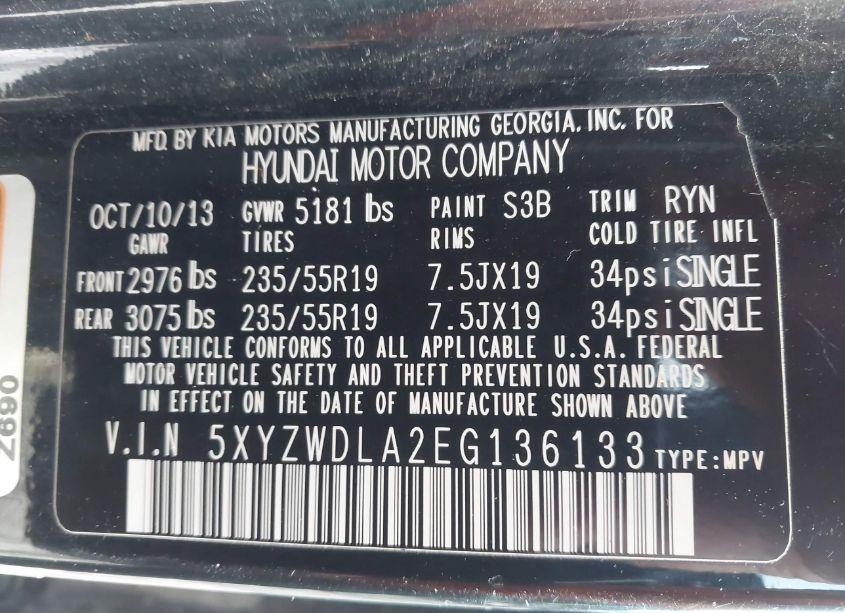 MFD. BY KIA MOTORS MANUFACTURING GEORGIA, INC. FOR
HYUNDAI MOTOR COMPANY
OCT/10/13 GVWR 5181 lbs PAINT S3B TRIM RYN
GAWR TIRES RIMS COLD TIRE INFL
FRONT 2976 lbs 235/55R19 7.5JX19 34psi SINGLE
REAR 3075 lbs 235/55R19 7.5JX19 34psi SINGLE
THIS VEHICLE CONFORMS TO ALL APPLICABLE U.S.A. FEDERAL
MOTOR VEHICLE SAFETY AND THEFT PREVENTION STANDARDS
IN EFFECT ON THE DATE OF MANUFACTURE SHOWN ABOVE
V.I.N 5XYZWDLA2EG136133 TYPE:MPV
2690